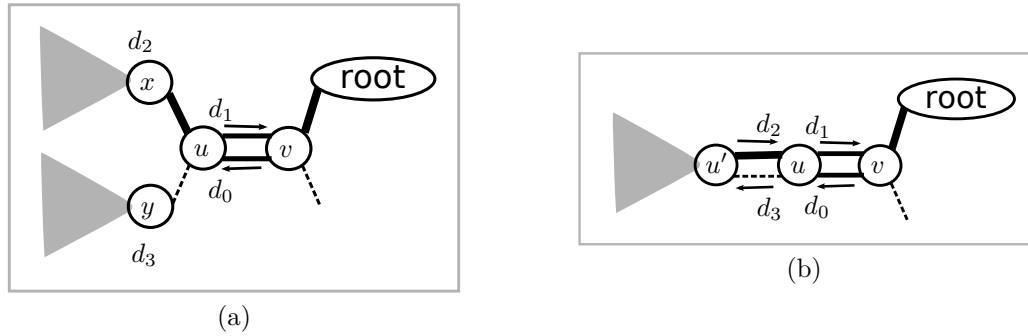 d₂
x
root
d₁
u
v
d₀
y
d₃
(a)
root
d₂ d₁
u′ u v
d₃ d₀
(b)